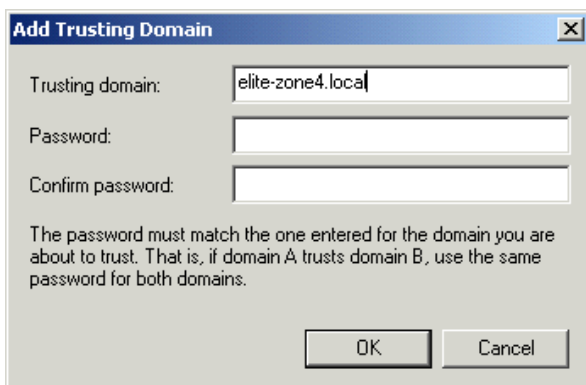 Add Trusting Domain
Trusting domain: elite-zone4.local
Password:
Confirm password:
The password must match the one entered for the domain you are
about to trust. That is, if domain A trusts domain B, use the same
password for both domains.
OK Cancel